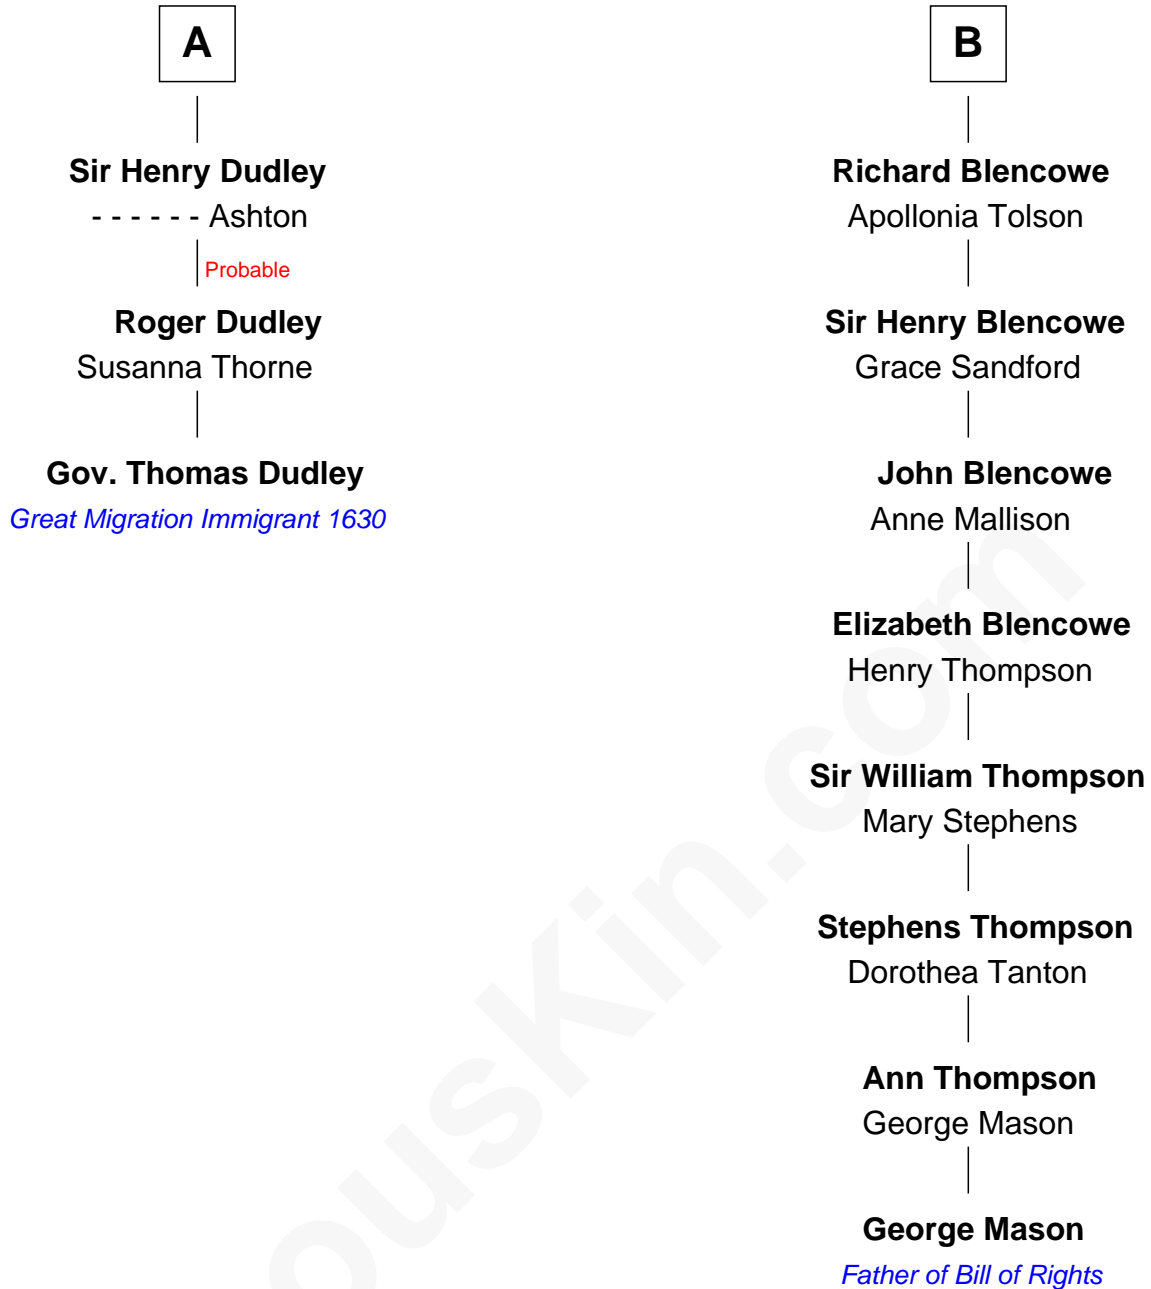 A
Sir Henry Dudley
- - - - - - Ashton
Probable
Roger Dudley
Susanna Thorne
Gov. Thomas Dudley
Great Migration Immigrant 1630
B
Richard Blencowe
Apollonia Tolson
Sir Henry Blencowe
Grace Sandford
John Blencowe
Anne Mallison
Elizabeth Blencowe
Henry Thompson
Sir William Thompson
Mary Stephens
Stephens Thompson
Dorothea Tanton
Ann Thompson
George Mason
George Mason
Father of Bill of Rights
ousKin.com